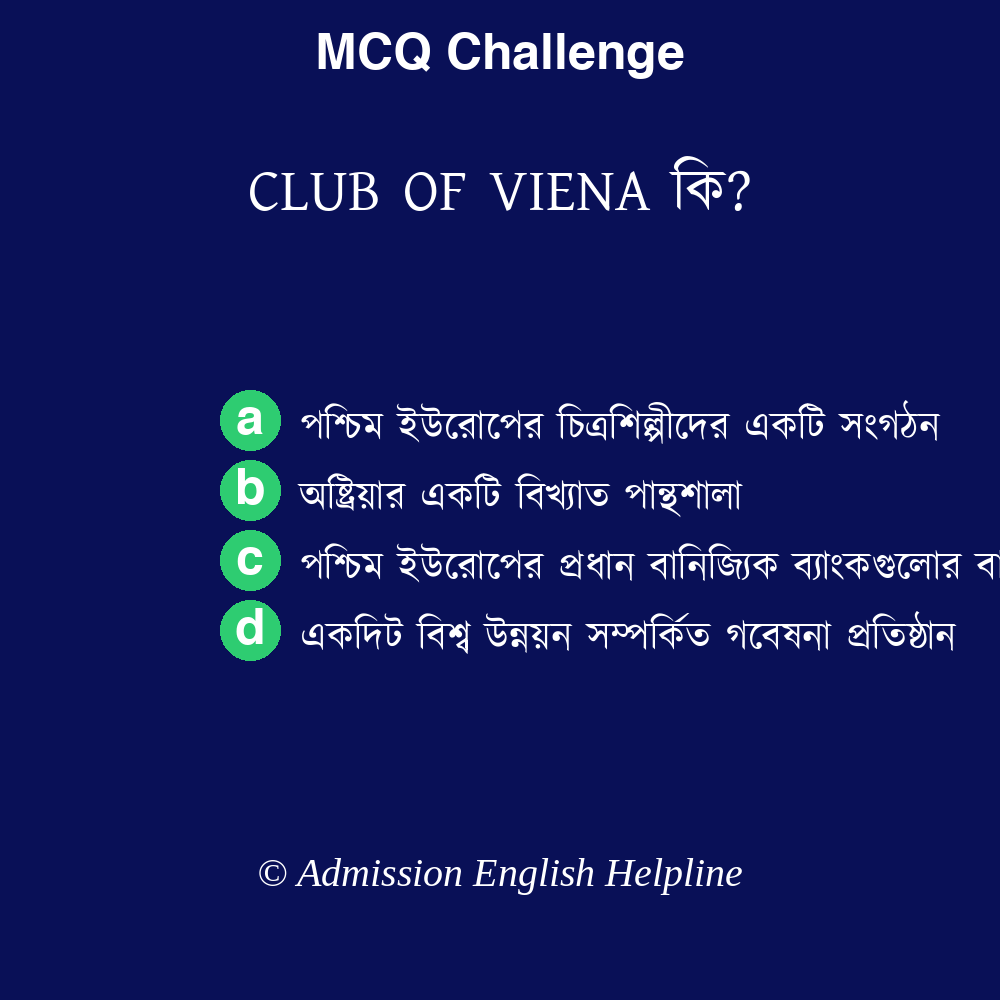 MCQ Challenge
CLUB OF VIENA কি?
a পশ্চিম ইউরোপের চিত্রশিল্পীদের একটি সংগঠন
b অষ্ট্রিয়ার একটি বিখ্যাত পান্থশালা
c পশ্চিম ইউরোপের প্রধান বানিজ্যিক ব্যাংকগুলোর
d একদিট বিশ্ব উন্নয়ন সম্পর্কিত গবেষনা প্রতিষ্ঠান
© Admission English Helpline